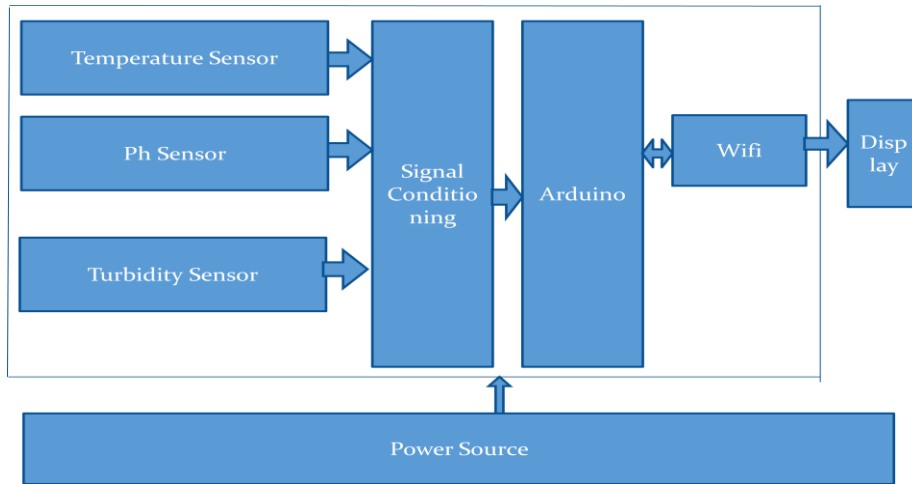 Temperature Sensor
Ph Sensor
Turbidity Sensor
Signal
Conditio
ning
Arduino
Wifi
Disp
lay
Power Source